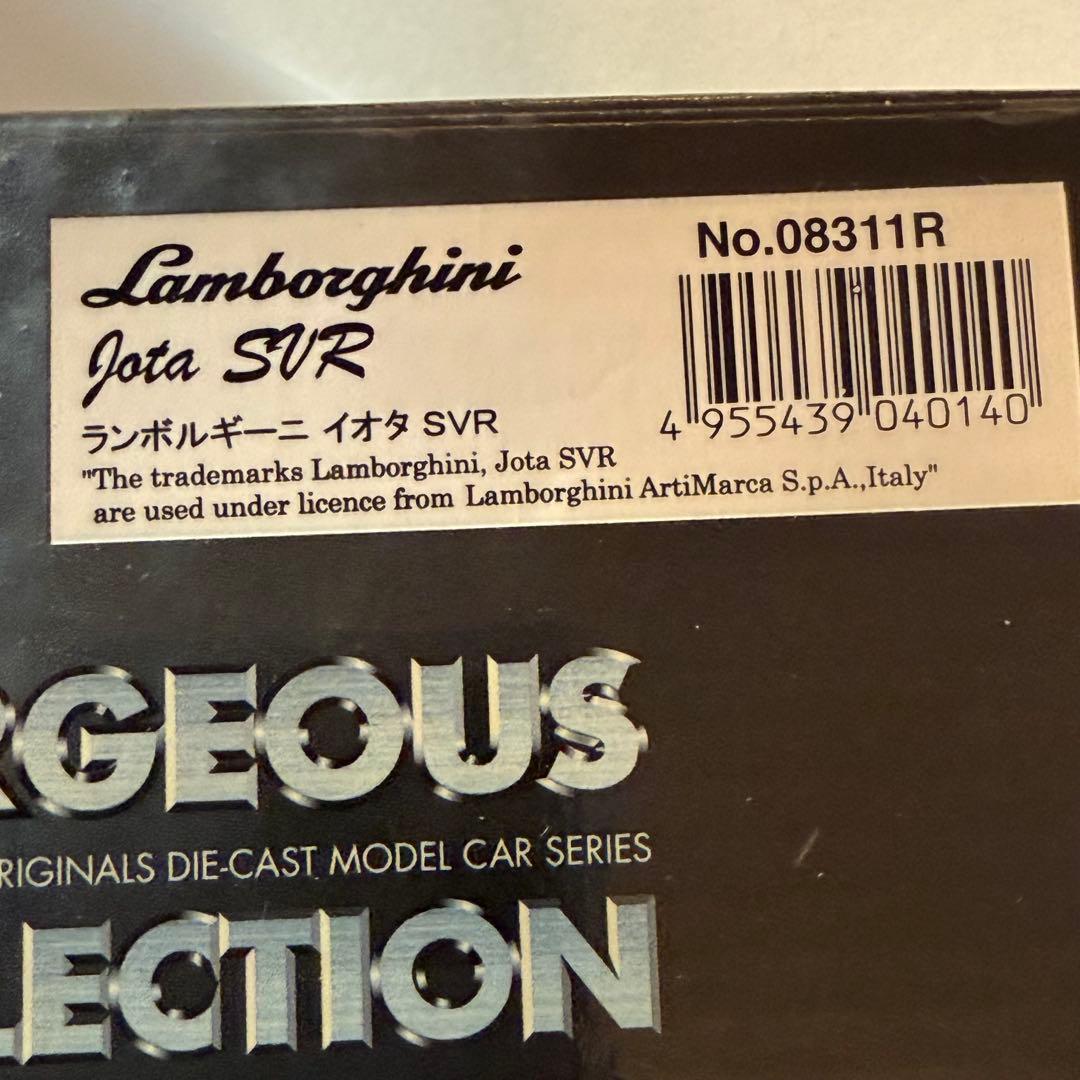 Lamborghini
Jota SVR
ランボルギーニ イオタ SVR
"The trademarks Lamborghini, Jota SVR
are used under licence from Lamborghini ArtiMarca S.p.A.,Italy"
No.08311R
4 955439 040140
RGEOUS
RIGINALS DIE-CAST MODEL CAR SERIES
LECTION